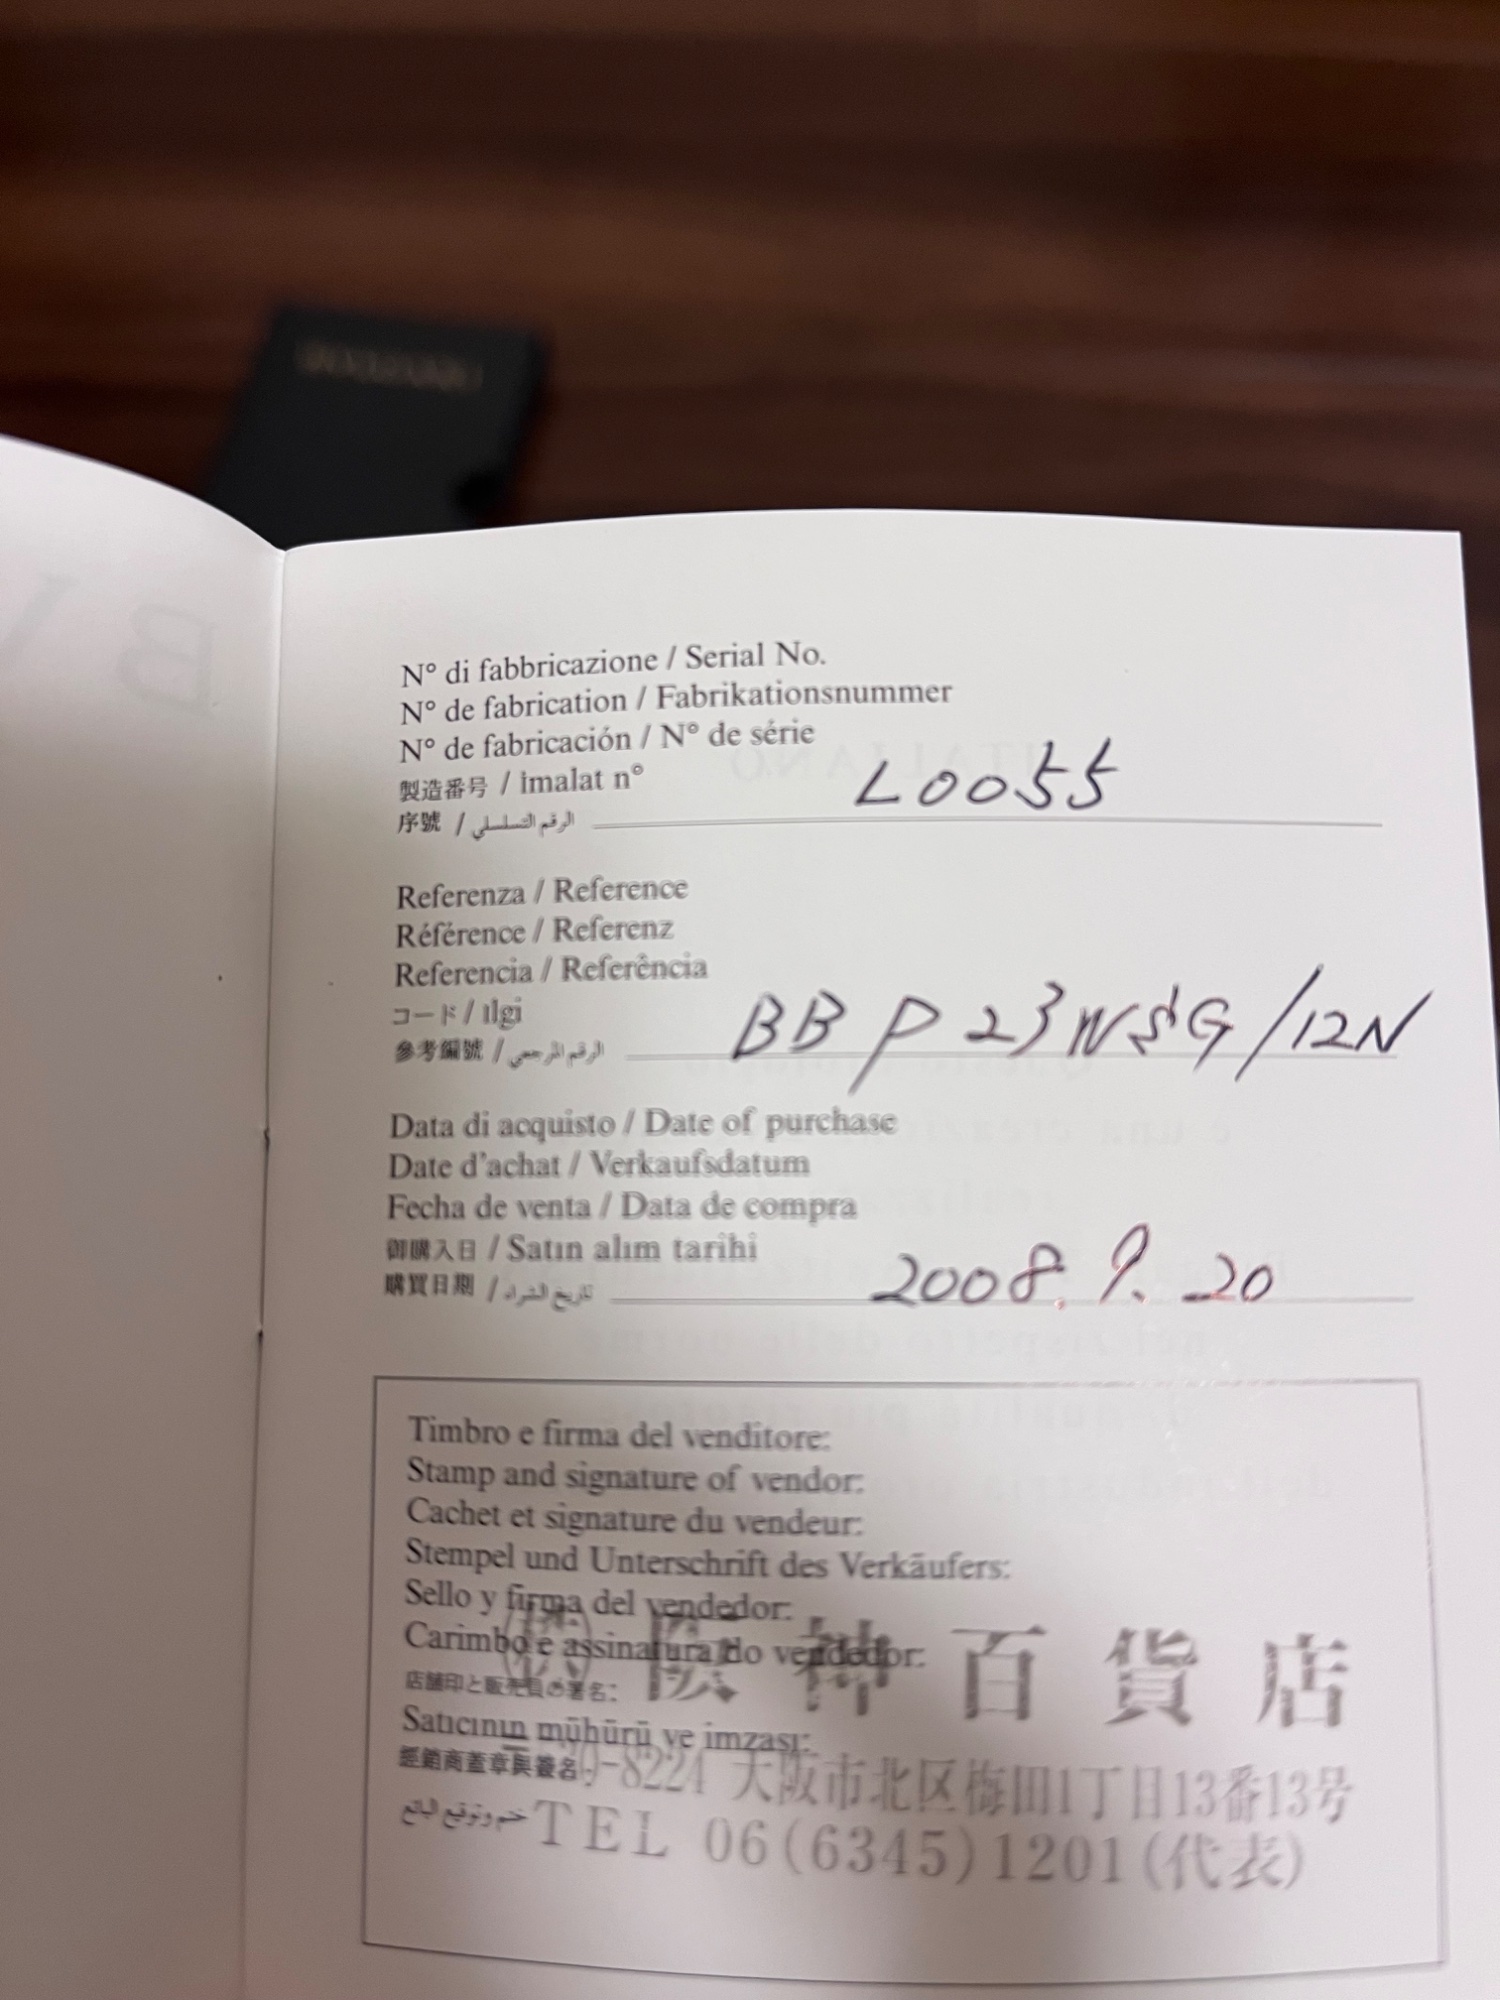 N° di fabbricazione / Serial No.
N° de fabrication / Fabrikationsnummer
N° de fabricación / N° de série
製造番号 / imalat n°
序號 / الرقم التسلسلي
L0055
Referenza / Reference
Référence / Referenz
Referencia / Referência
コード / ılgi
參考編號 / الرقم المرجعي
BBP23WSG/12N
Data di acquisto / Date of purchase
Date d'achat / Verkaufsdatum
Fecha de venta / Data de compra
御購入日 / Satın alım tarihi
購買日期 / تاريخ الشراء
2008. 9. 20
Timbro e firma del venditore:
Stamp and signature of vendor:
Cachet et signature du vendeur:
Stempel und Unterschrift des Verkäufers:
Sello y firma del vendedor:
Carimbo e assinatura do vendedor:
店舗印と販売員の署名:
Satıcının mühürü ve imzası:
經銷商蓋章與簽名:
ختم وتوقيع البائع
㈱ 阪神百貨店
0-8224 大阪市北区梅田1丁目13番13号
TEL 06(6345)1201(代表)